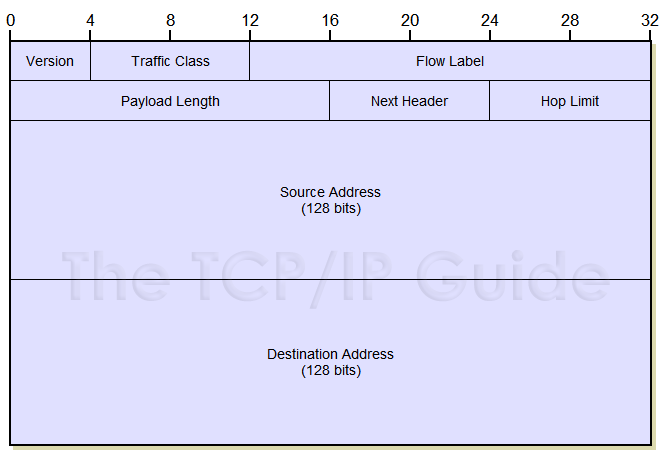 0 4 8 12 16 20 24 28 32
Version Traffic Class Flow Label
Payload Length Next Header Hop Limit
Source Address
(128 bits)
The TCP/IP Guide
Destination Address
(128 bits)